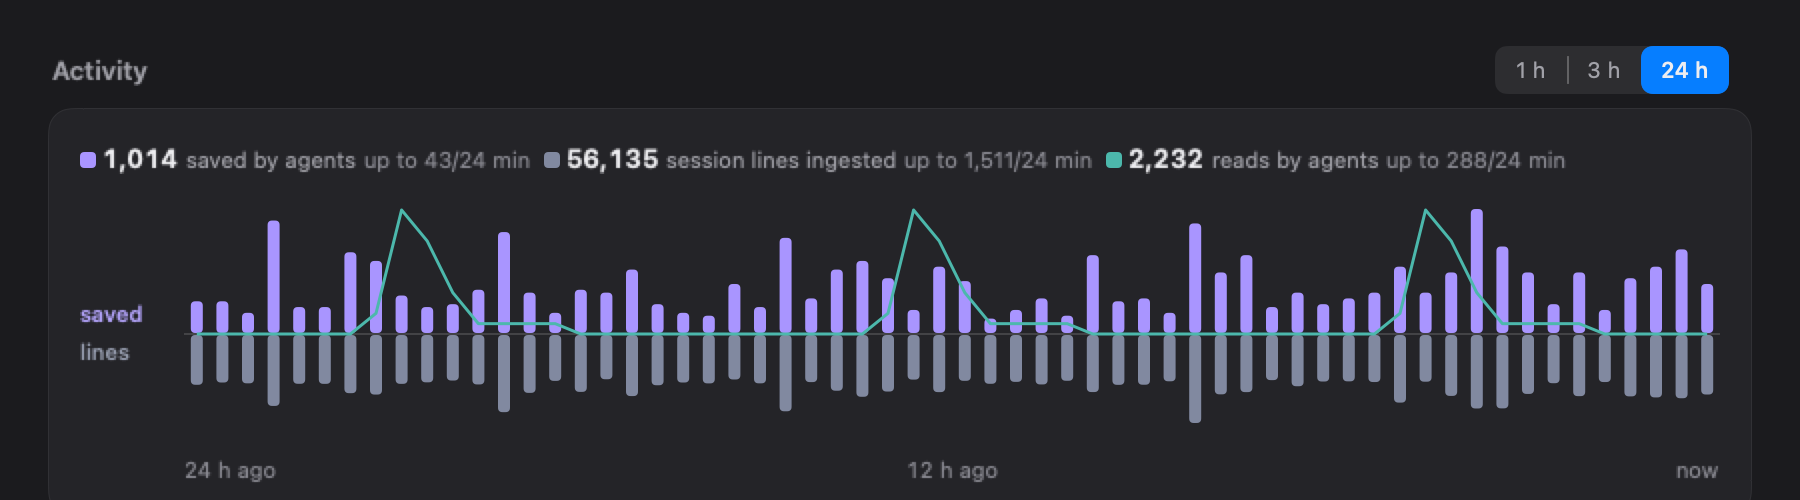 Activity
1 h 3 h 24 h
1,014 saved by agents up to 43/24 min 56,135 session lines ingested up to 1,511/24 min 2,232 reads by agents up to 288/24 min
saved
lines
24 h ago 12 h ago now